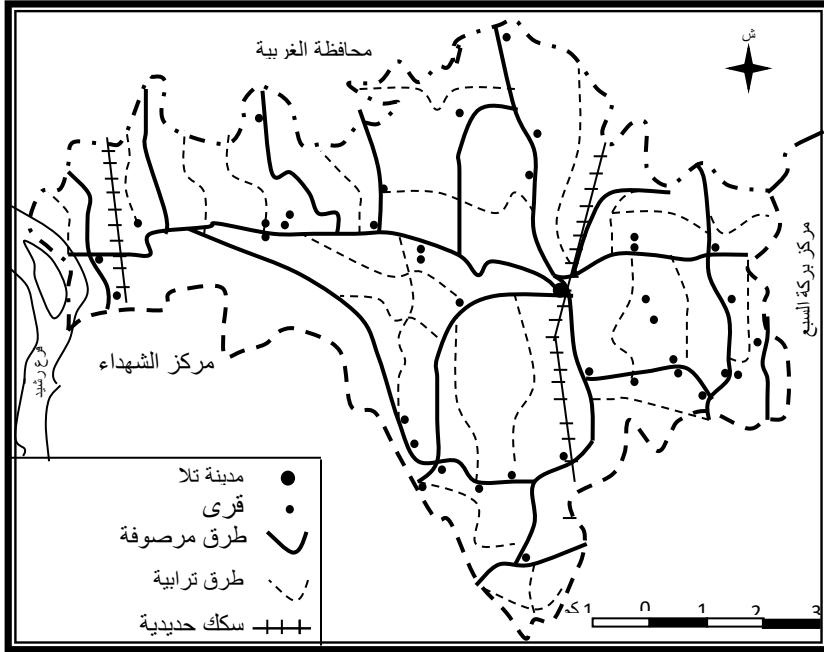 محافظة الغربية
ش
مركز بركة السبع
فرع رشيد
مركز الشهداء
مدينة تلا
قرى
طرق مرصوفة
طرق ترابية
سكك حديدية
1 0 1 2 3
كم